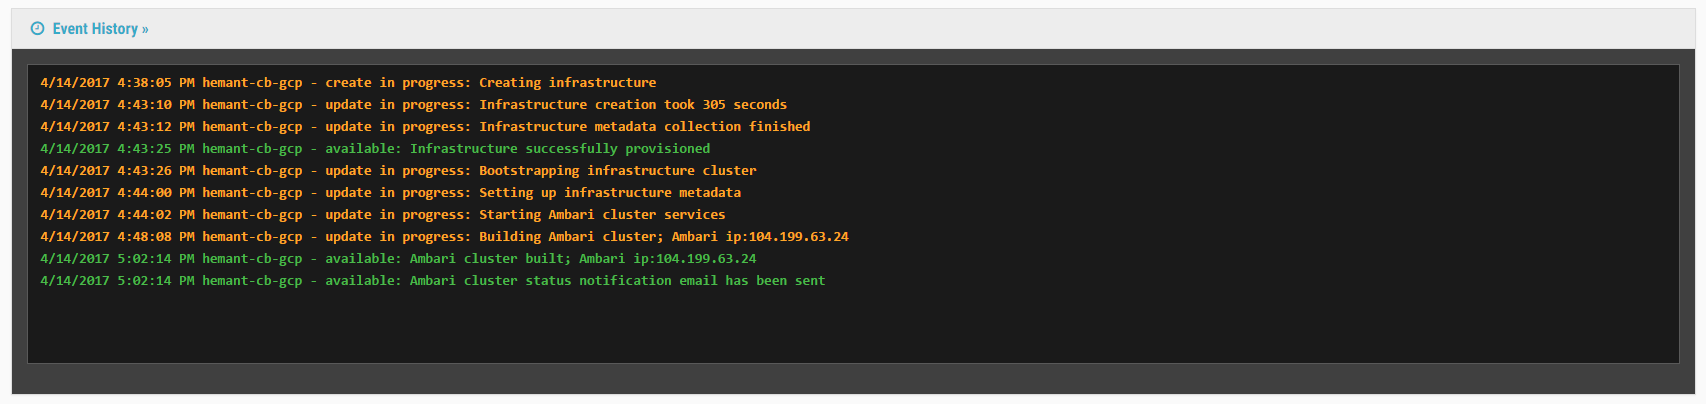 Event History »
4/14/2017 4:38:05 PM hemant-cb-gcp - create in progress: Creating infrastructure
4/14/2017 4:43:10 PM hemant-cb-gcp - update in progress: Infrastructure creation took 305 seconds
4/14/2017 4:43:12 PM hemant-cb-gcp - update in progress: Infrastructure metadata collection finished
4/14/2017 4:43:25 PM hemant-cb-gcp - available: Infrastructure successfully provisioned
4/14/2017 4:43:26 PM hemant-cb-gcp - update in progress: Bootstrapping infrastructure cluster
4/14/2017 4:44:00 PM hemant-cb-gcp - update in progress: Setting up infrastructure metadata
4/14/2017 4:44:02 PM hemant-cb-gcp - update in progress: Starting Ambari cluster services
4/14/2017 4:48:08 PM hemant-cb-gcp - update in progress: Building Ambari cluster; Ambari ip:104.199.63.24
4/14/2017 5:02:14 PM hemant-cb-gcp - available: Ambari cluster built; Ambari ip:104.199.63.24
4/14/2017 5:02:14 PM hemant-cb-gcp - available: Ambari cluster status notification email has been sent